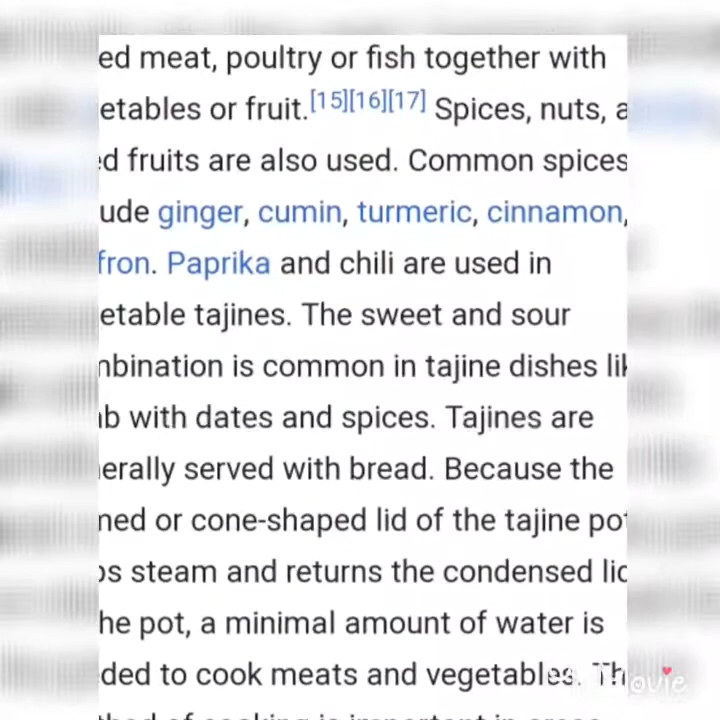 ed meat, poultry or fish together with
etables or fruit.[15][16][17] Spices, nuts, a
d fruits are also used. Common spices
ude ginger, cumin, turmeric, cinnamon,
fron. Paprika and chili are used in
etable tajines. The sweet and sour
nbination is common in tajine dishes lik
b with dates and spices. Tajines are
erally served with bread. Because the
ned or cone-shaped lid of the tajine pot
os steam and returns the condensed liq
he pot, a minimal amount of water is
ded to cook meats and vegetables. Th